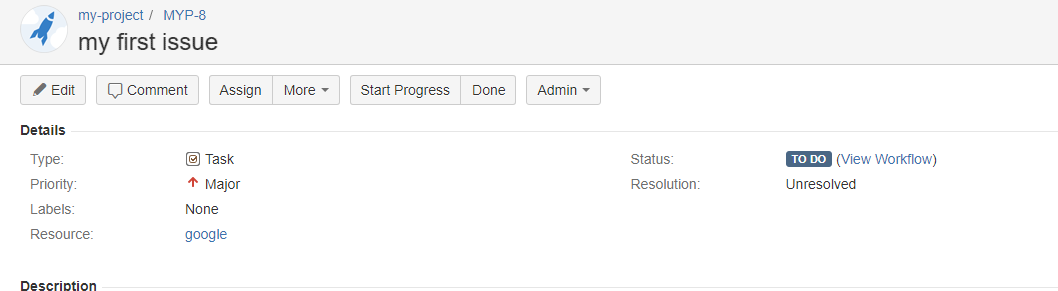 my-project / MYP-8
my first issue
Edit Comment Assign More Start Progress Done Admin
Details
Type: Task Status: TO DO (View Workflow)
Priority: Major Resolution: Unresolved
Labels: None
Resource: google
Description